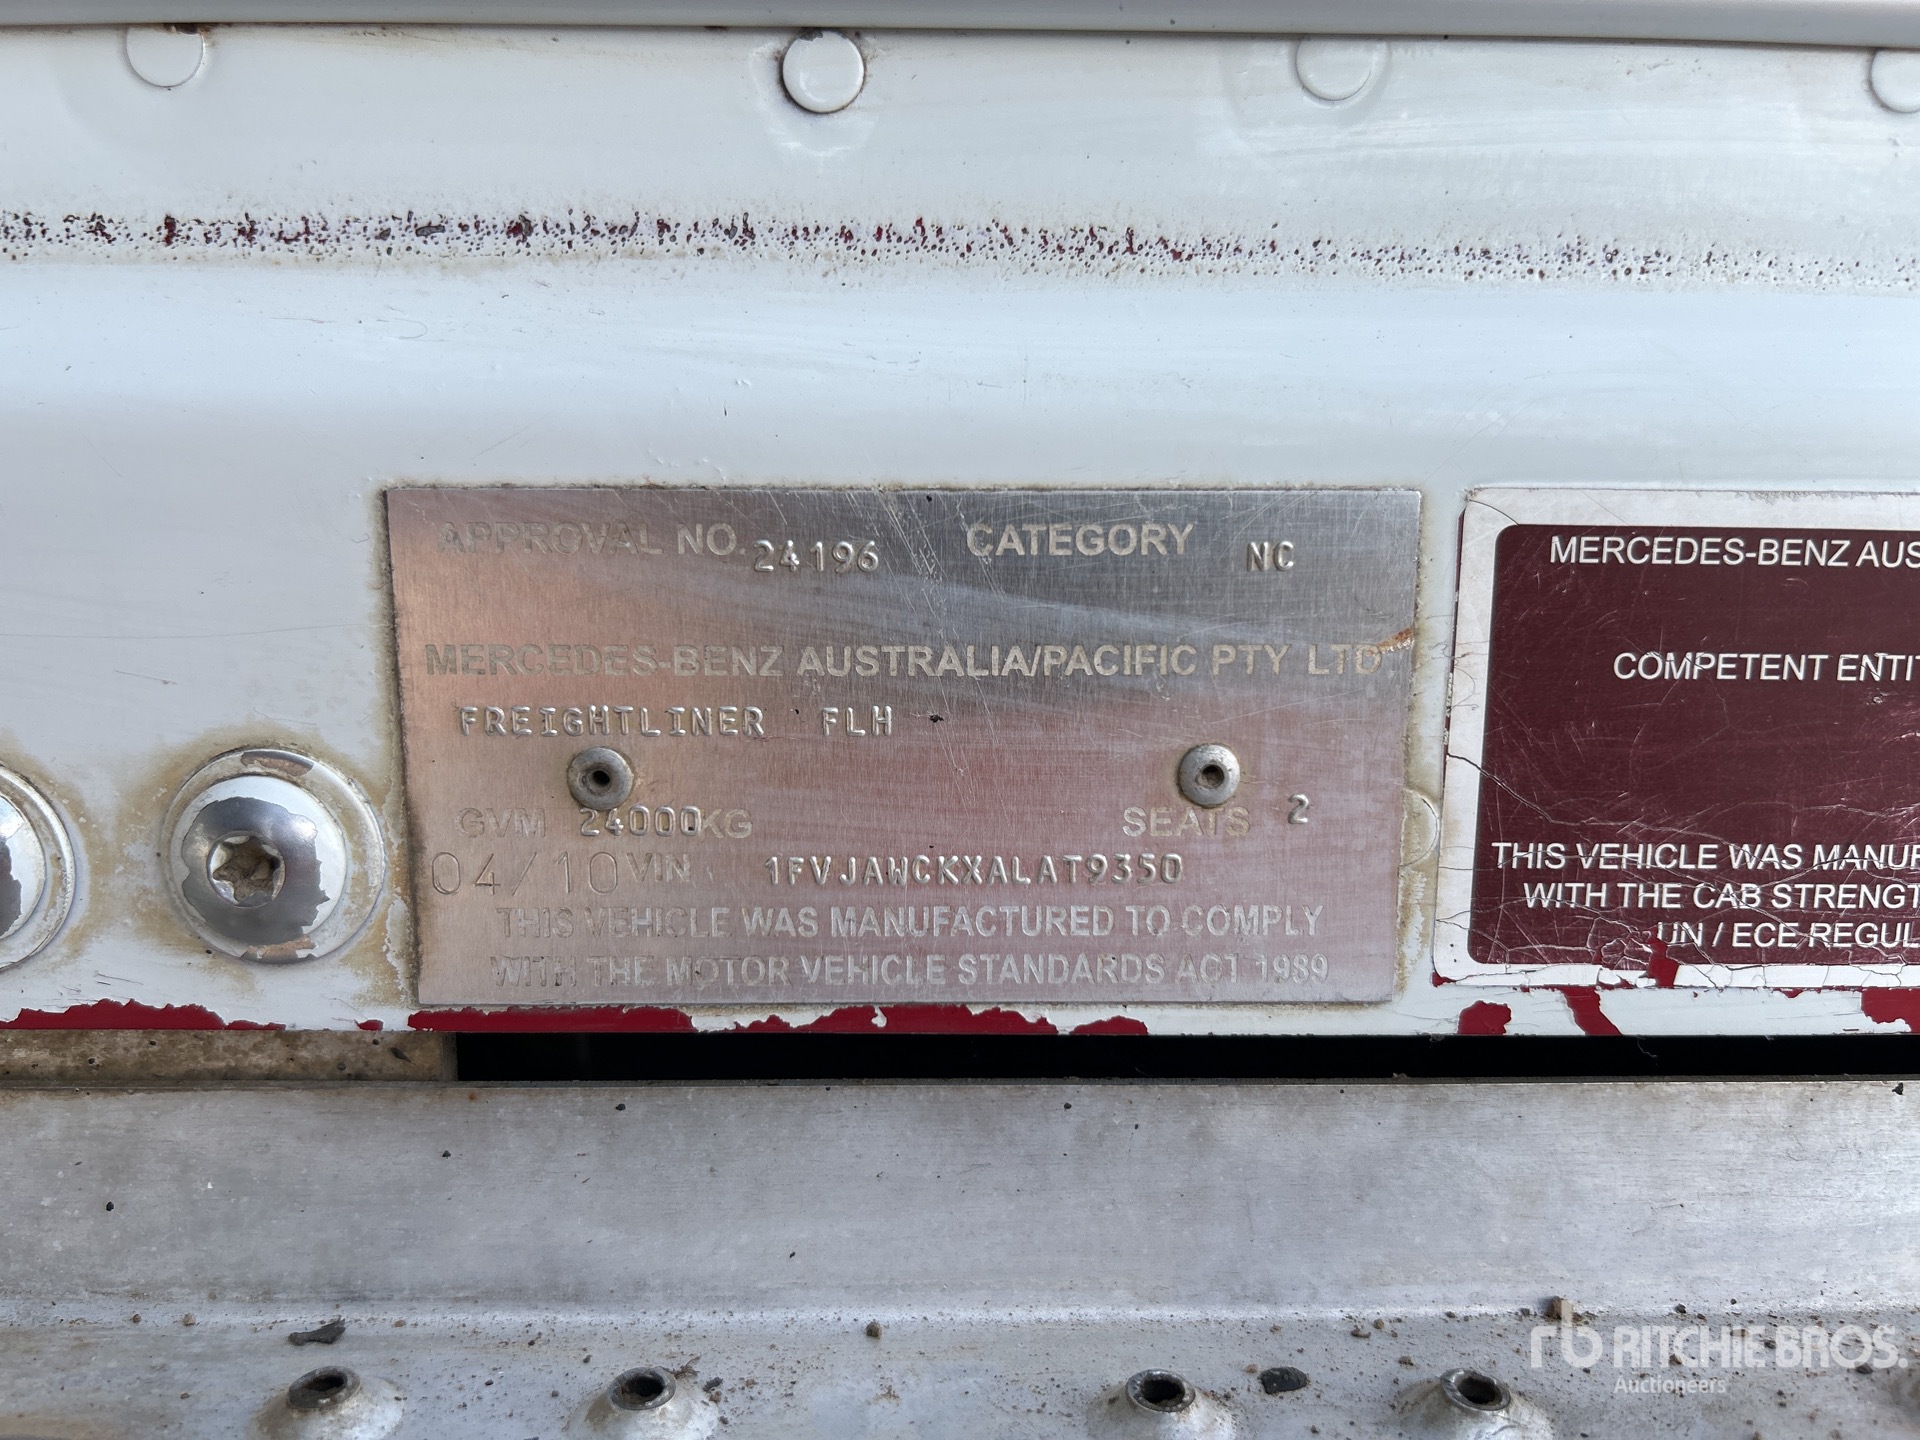 APPROVAL NO. 24196 CATEGORY NC
MERCEDES-BENZ AUSTRALIA/PACIFIC PTY LTD
FREIGHTLINER FLH
GVM 24000KG SEATS 2
04/10 VIN 1FVJAWCKXALAT9350
THIS VEHICLE WAS MANUFACTURED TO COMPLY
WITH THE MOTOR VEHICLE STANDARDS ACT 1989
MERCEDES-BENZ AUS
COMPETENT ENTIT
THIS VEHICLE WAS MANUF
WITH THE CAB STRENGT
UN / ECE REGUL
rb RITCHIE BROS.
Auctioneers